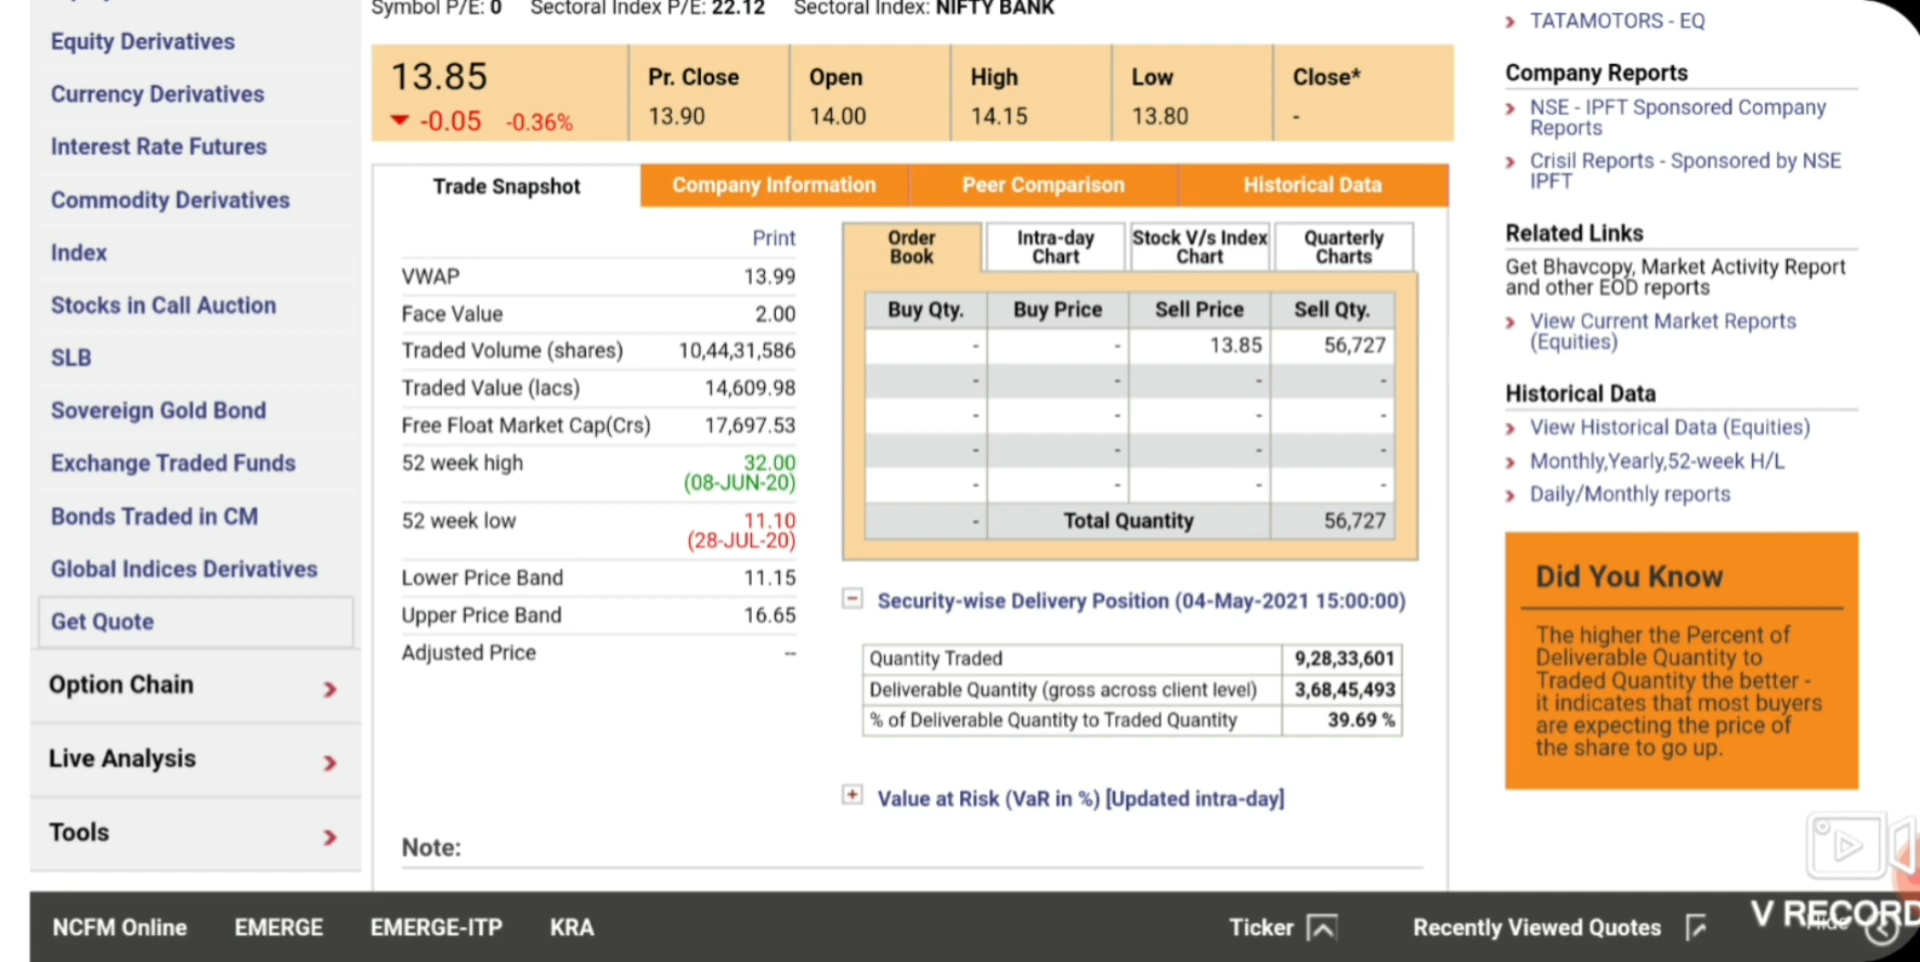 Symbol P/E: 0 Sectoral Index P/E: 22.12 Sectoral Index: NIFTY BANK
Equity Derivatives
Currency Derivatives
Interest Rate Futures
Commodity Derivatives
Index
Stocks in Call Auction
SLB
Sovereign Gold Bond
Exchange Traded Funds
Bonds Traded in CM
Global Indices Derivatives
Get Quote
Option Chain
Live Analysis
Tools
13.85 Pr. Close Open High Low Close*
-0.05 -0.36% 13.90 14.00 14.15 13.80 -
Trade Snapshot Company Information Peer Comparison Historical Data
Print
VWAP 13.99
Face Value 2.00
Traded Volume (shares) 10,44,31,586
Traded Value (lacs) 14,609.98
Free Float Market Cap(Crs) 17,697.53
52 week high 32.00
(08-JUN-20)
52 week low 11.10
(28-JUL-20)
Lower Price Band 11.15
Upper Price Band 16.65
Adjusted Price --
Order Book Intra-day Chart Stock V/s Index Chart Quarterly Charts
Buy Qty. Buy Price Sell Price Sell Qty.
- - 13.85 56,727
- - - -
- - - -
- - - -
- - - -
- Total Quantity 56,727
Security-wise Delivery Position (04-May-2021 15:00:00)
Quantity Traded 9,28,33,601
Deliverable Quantity (gross across client level) 3,68,45,493
% of Deliverable Quantity to Traded Quantity 39.69 %
Value at Risk (VaR in %) [Updated intra-day]
Note:
TATAMOTORS - EQ
Company Reports
NSE - IPFT Sponsored Company
Reports
Crisil Reports - Sponsored by NSE
IPFT
Related Links
Get Bhavcopy, Market Activity Report
and other EOD reports
View Current Market Reports
(Equities)
Historical Data
View Historical Data (Equities)
Monthly,Yearly,52-week H/L
Daily/Monthly reports
Did You Know
The higher the Percent of
Deliverable Quantity to
Traded Quantity the better -
it indicates that most buyers
are expecting the price of
the share to go up.
NCFM Online EMERGE EMERGE-ITP KRA Ticker Recently Viewed Quotes
V RECORD